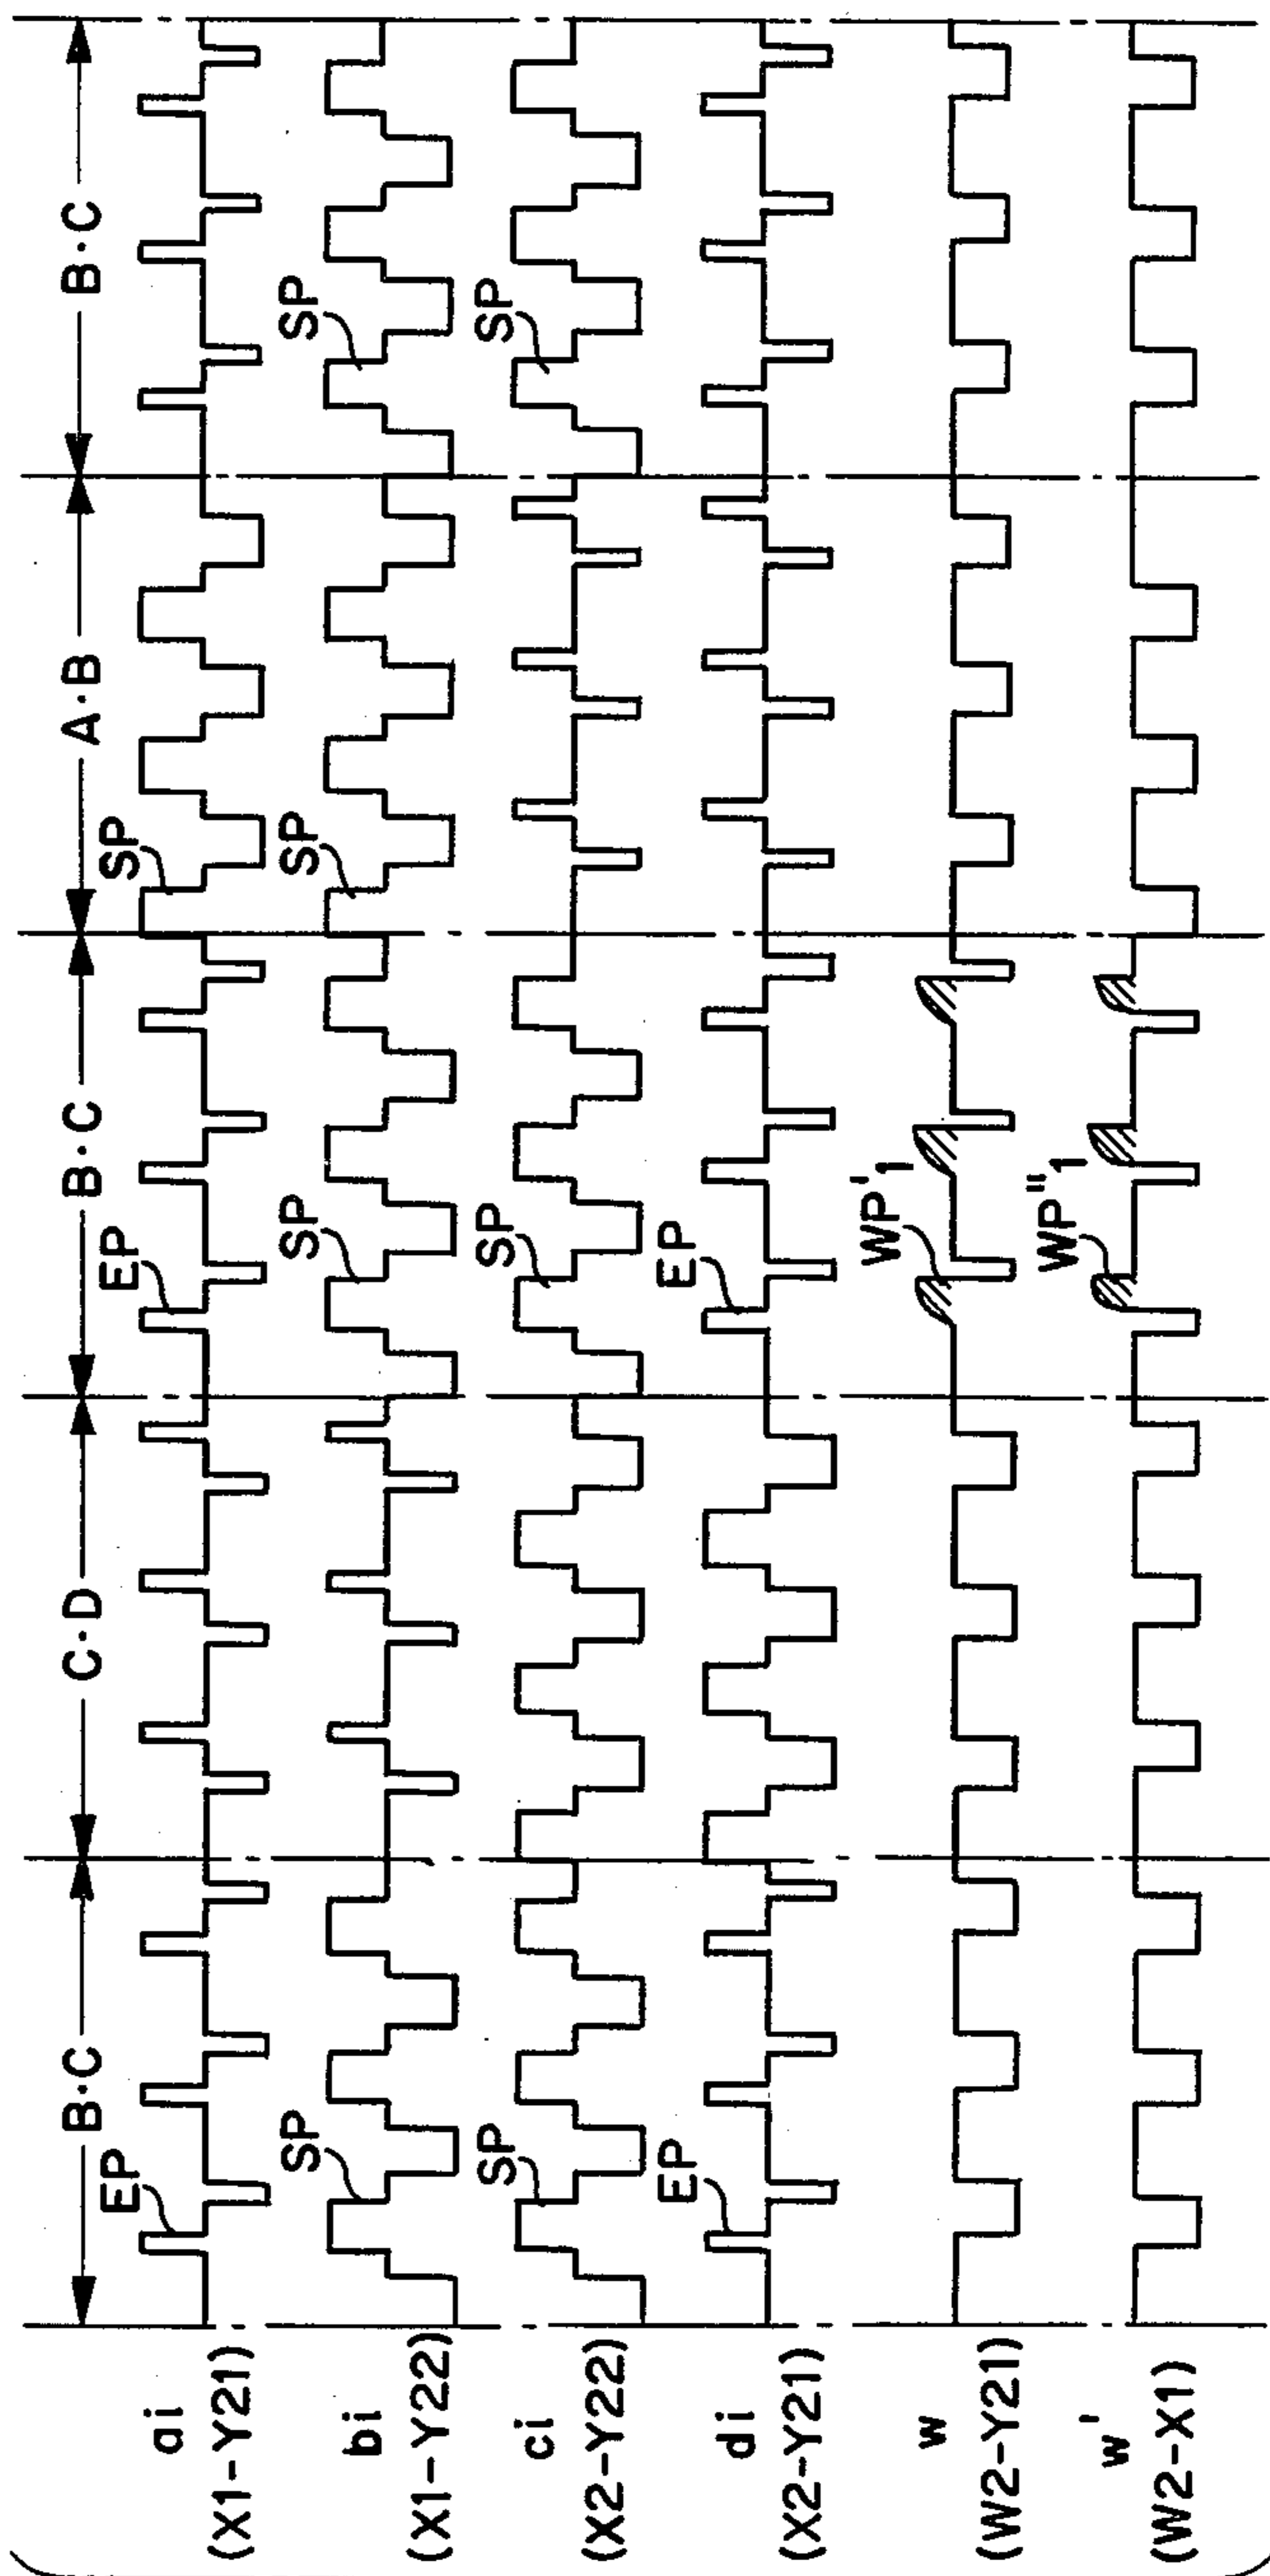 B·C
C·D
B·C
A·B
B·C
ai
(X1-Y21)
EP
EP
SP
bi
(X1-Y22)
SP
SP
SP
SP
ci
(X2-Y22)
SP
SP
SP
di
(X2-Y21)
EP
EP
w
(W2-Y21)
WP'1
w'
(W2-X1)
WP"1